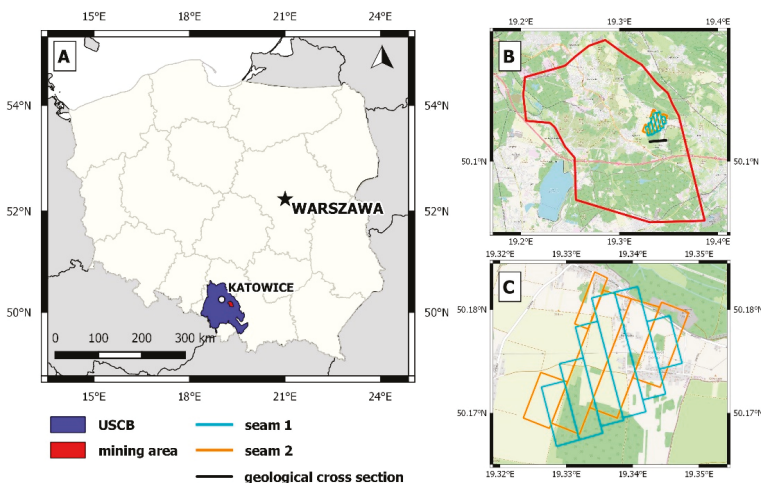 A
54°N
52°N
50°N
54°N
52°N
50°N
WARSZAWA
KATOWICE
0 100 200 300 km
15°E 18°E 21°E 24°E
15°E 18°E 21°E 24°E
USCB
mining area
seam 1
seam 2
geological cross section
19.2°E 19.3°E 19.4°E
B
50.1°N
50.1°N
19.2°E 19.3°E 19.4°E
19.32°E 19.33°E 19.34°E 19.35°E
C
50.18°N
50.17°N
50.18°N
50.17°N
19.32°E 19.33°E 19.34°E 19.35°E